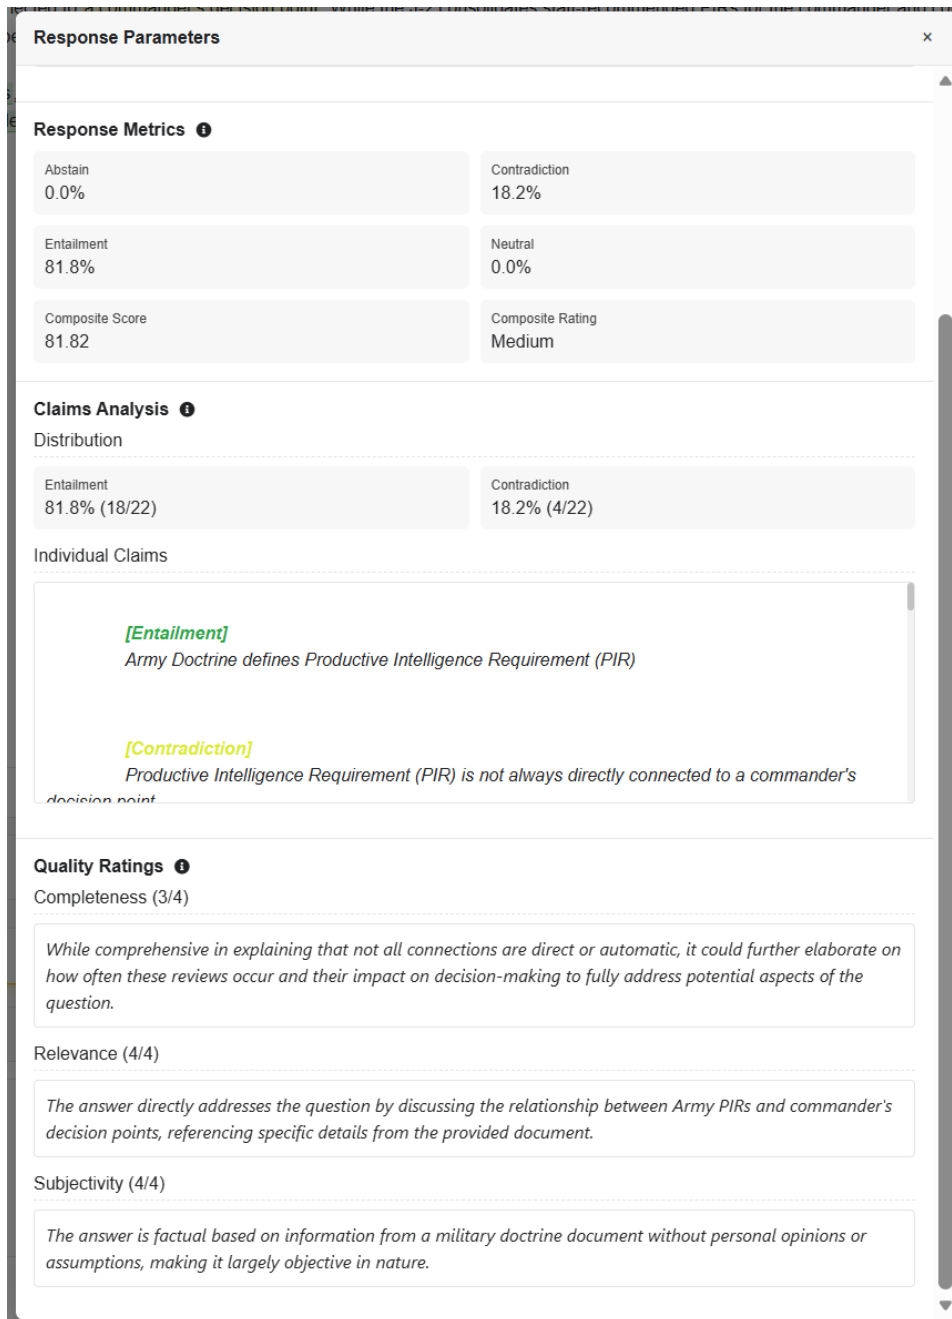 Response Parameters
×
Response Metrics
Abstain
0.0%
Contradiction
18.2%
Entailment
81.8%
Neutral
0.0%
Composite Score
81.82
Composite Rating
Medium
Claims Analysis
Distribution
Entailment
81.8% (18/22)
Contradiction
18.2% (4/22)
Individual Claims
[Entailment]
Army Doctrine defines Productive Intelligence Requirement (PIR)
[Contradiction]
Productive Intelligence Requirement (PIR) is not always directly connected to a commander's
decision point
Quality Ratings
Completeness (3/4)
While comprehensive in explaining that not all connections are direct or automatic, it could further elaborate on
how often these reviews occur and their impact on decision-making to fully address potential aspects of the
question.
Relevance (4/4)
The answer directly addresses the question by discussing the relationship between Army PIRs and commander's
decision points, referencing specific details from the provided document.
Subjectivity (4/4)
The answer is factual based on information from a military doctrine document without personal opinions or
assumptions, making it largely objective in nature.